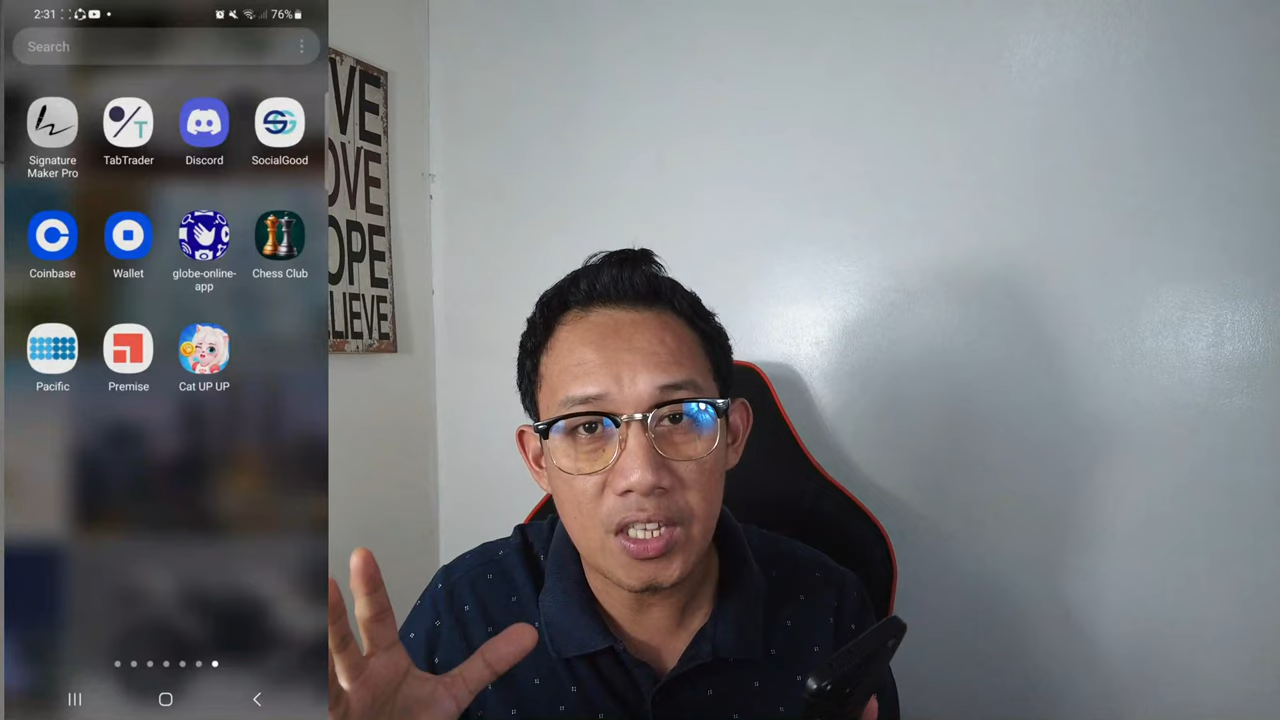 2:31
76%
Search
Signature
Maker Pro
TabTrader
Discord
SocialGood
Coinbase
Wallet
globe-online-
app
Chess Club
Pacific
Premise
Cat UP UP
VE
OVE
OPE
LIEVE